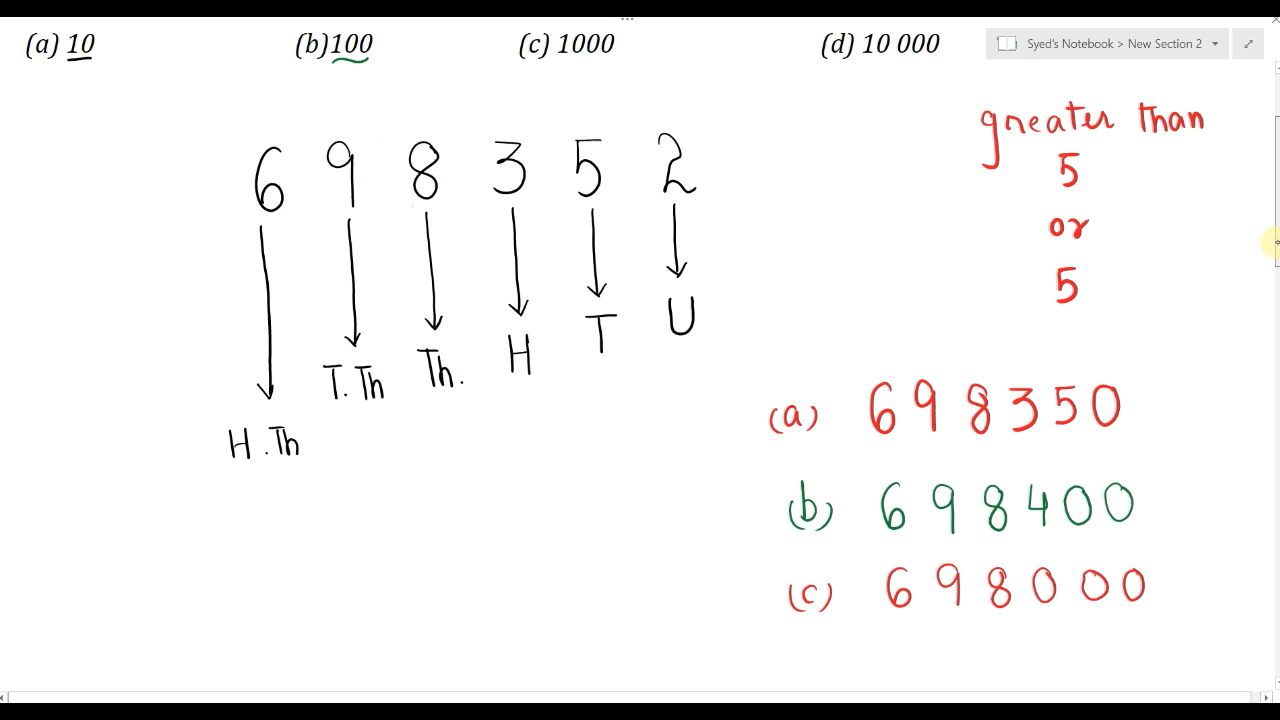 (a) 10 (b)100 (c) 1000 (d) 10 000
Syed's Notebook > New Section 2
6 9 8 3 5 2
H.Th T.Th Th. H T U
greater than
5
or
5
(a) 698350
(b) 698400
(c) 698000